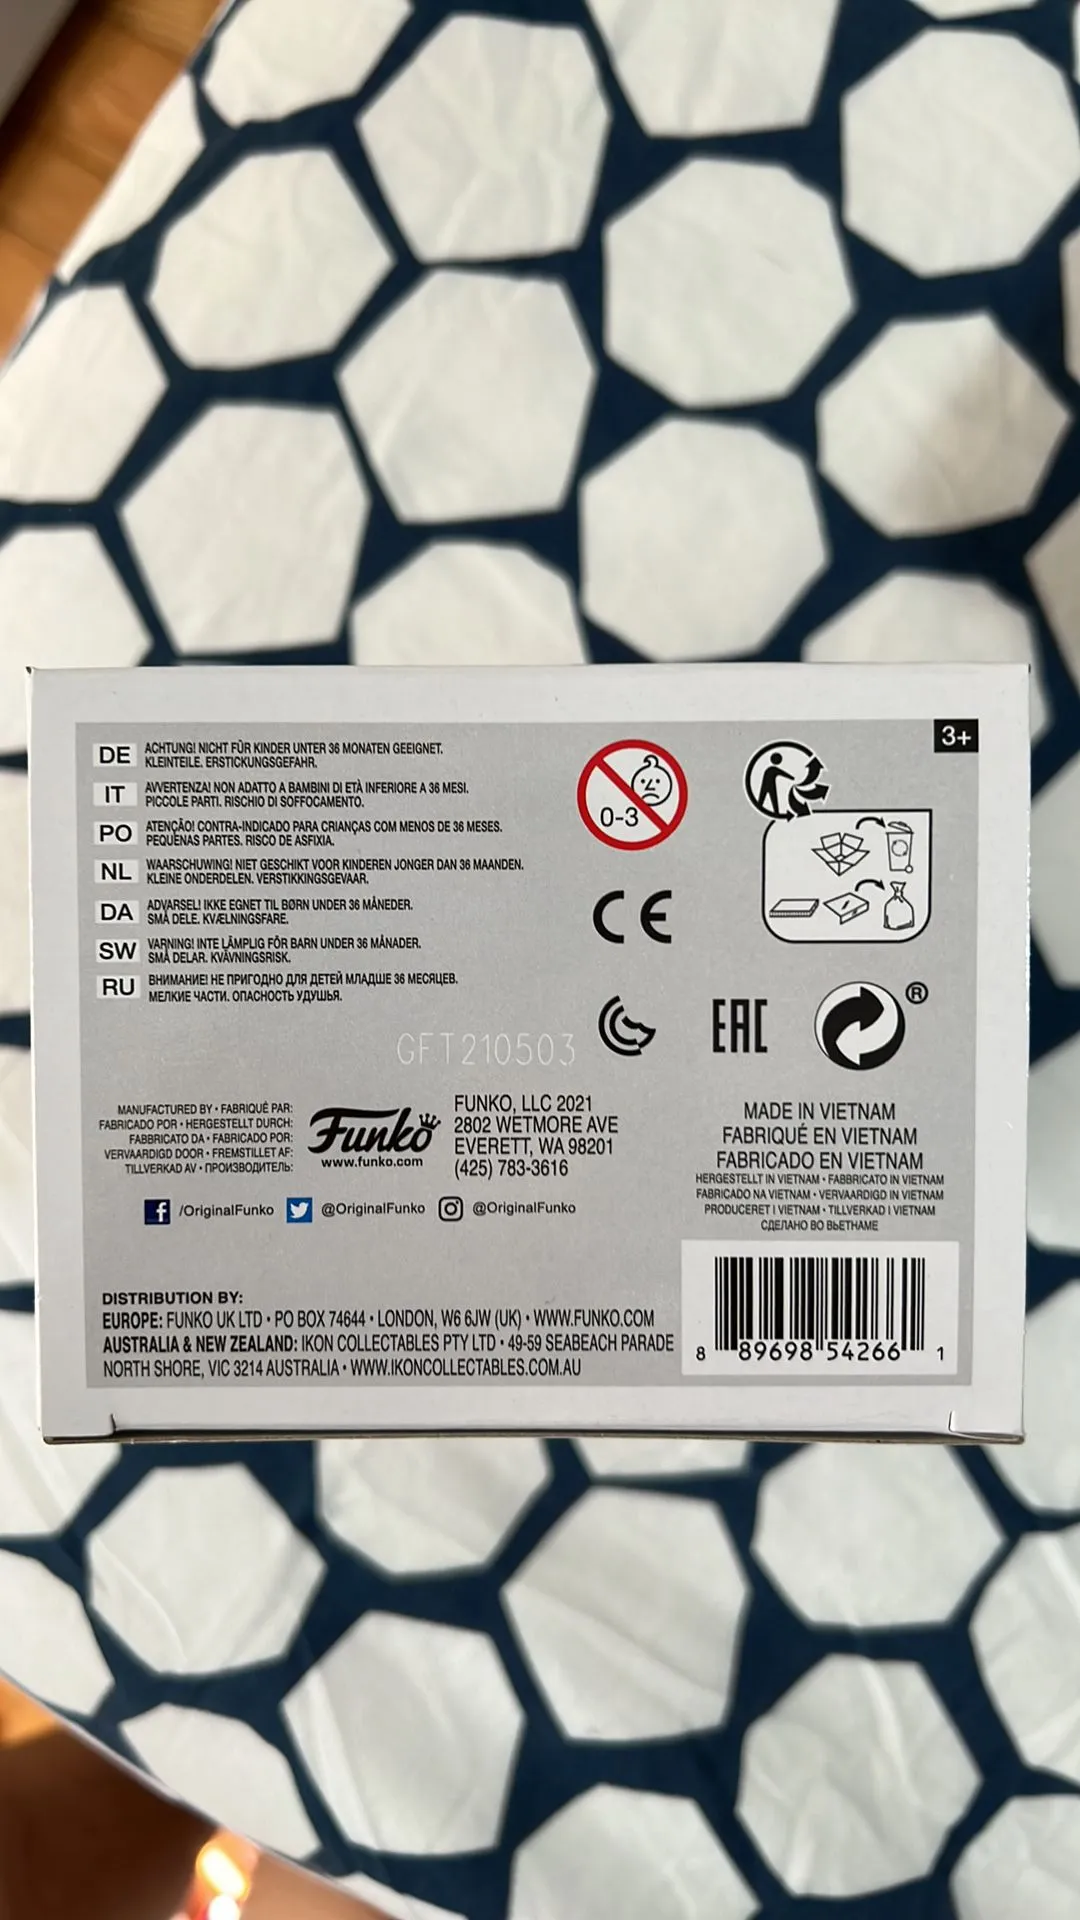 3+
DE ACHTUNG! NICHT FÜR KINDER UNTER 36 MONATEN GEEIGNET.
KLEINTEILE. ERSTICKUNGSGEFAHR.
IT AVVERTENZA! NON ADATTO A BAMBINI DI ETÀ INFERIORE A 36 MESI.
PICCOLE PARTI. RISCHIO DI SOFFOCAMENTO.
PO ATENÇÃO! CONTRA-INDICADO PARA CRIANÇAS COM MENOS DE 36 MESES.
PEQUENAS PARTES. RISCO DE ASFIXIA.
NL WAARSCHUWING! NIET GESCHIKT VOOR KINDEREN JONGER DAN 36 MAANDEN.
KLEINE ONDERDELEN. VERSTIKKINGSGEVAAR.
DA ADVARSEL! IKKE EGNET TIL BØRN UNDER 36 MÅNEDER.
SMÅ DELE. KVÆLNINGSFARE.
SW VARNING! INTE LÄMPLIG FÖR BARN UNDER 36 MÅNADER.
SMÅ DELAR. KVÄVNINGSRISK.
RU ВНИМАНИЕ! НЕ ПРИГОДНО ДЛЯ ДЕТЕЙ МЛАДШЕ 36 МЕСЯЦЕВ.
МЕЛКИЕ ЧАСТИ. ОПАСНОСТЬ УДУШЬЯ.
0-3
CE
EAC
®
GFT210503
MANUFACTURED BY • FABRIQUÉ PAR:
FABRICADO POR • HERGESTELLT DURCH:
FABBRICATO DA • FABRICADO POR:
VERVAARDIGD DOOR • FREMSTILLET AF:
TILLVERKAD AV • ПРОИЗВОДИТЕЛЬ:
Funko
www.funko.com
FUNKO, LLC 2021
2802 WETMORE AVE
EVERETT, WA 98201
(425) 783-3616
/OriginalFunko @OriginalFunko @OriginalFunko
MADE IN VIETNAM
FABRIQUÉ EN VIETNAM
FABRICADO EN VIETNAM
HERGESTELLT IN VIETNAM • FABBRICATO IN VIETNAM
FABRICADO NA VIETNAM • VERVAARDIGD IN VIETNAM
PRODUCERET I VIETNAM • TILLVERKAD I VIETNAM
СДЕЛАНО ВО ВЬЕТНАМЕ
DISTRIBUTION BY:
EUROPE: FUNKO UK LTD • PO BOX 74644 • LONDON, W6 6JW (UK) • WWW.FUNKO.COM
AUSTRALIA & NEW ZEALAND: IKON COLLECTABLES PTY LTD • 49-59 SEABEACH PARADE
NORTH SHORE, VIC 3214 AUSTRALIA • WWW.IKONCOLLECTABLES.COM.AU
8 89698 54266 1